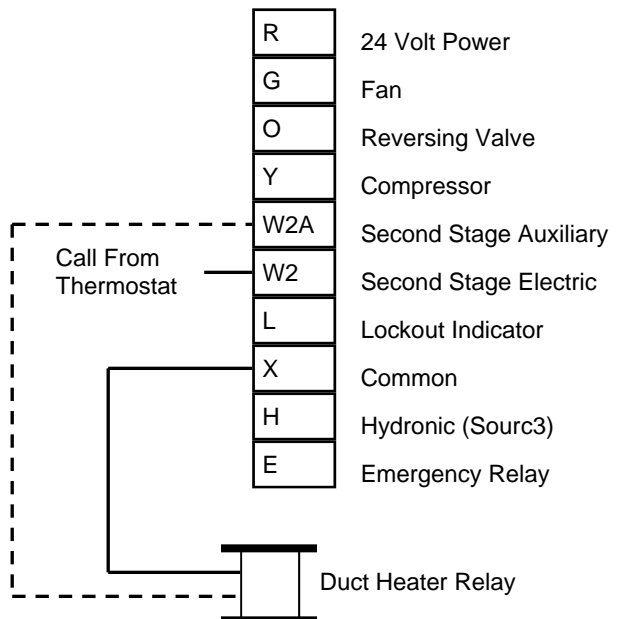 R 24 Volt Power
G Fan
O Reversing Valve
Y Compressor
W2A Second Stage Auxiliary
Call From
Thermostat
W2 Second Stage Electric
L Lockout Indicator
X Common
H Hydronic (Sourc3)
E Emergency Relay
Duct Heater Relay